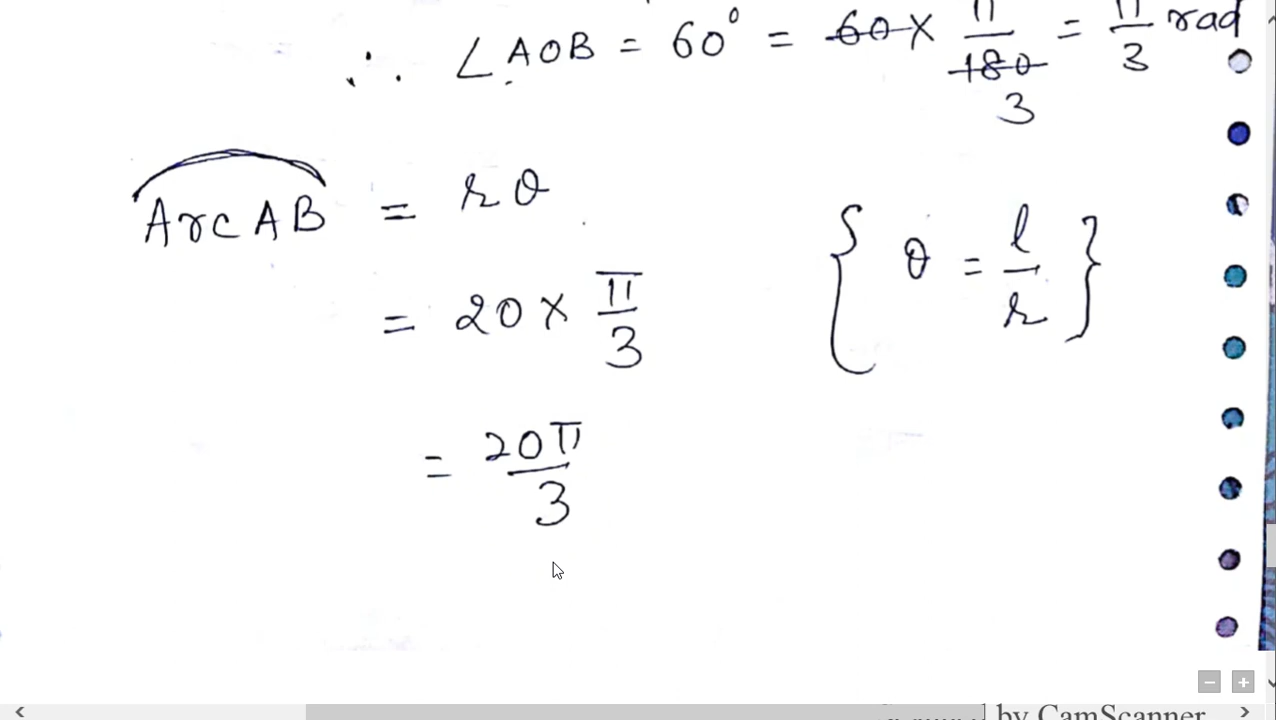 ∴ ∠AOB = 60° = 60 × π/180 3 = π/3 rad
Arc AB = rθ
{ θ = l/r }
= 20 × π/3
= 20π/3
by CamScanner